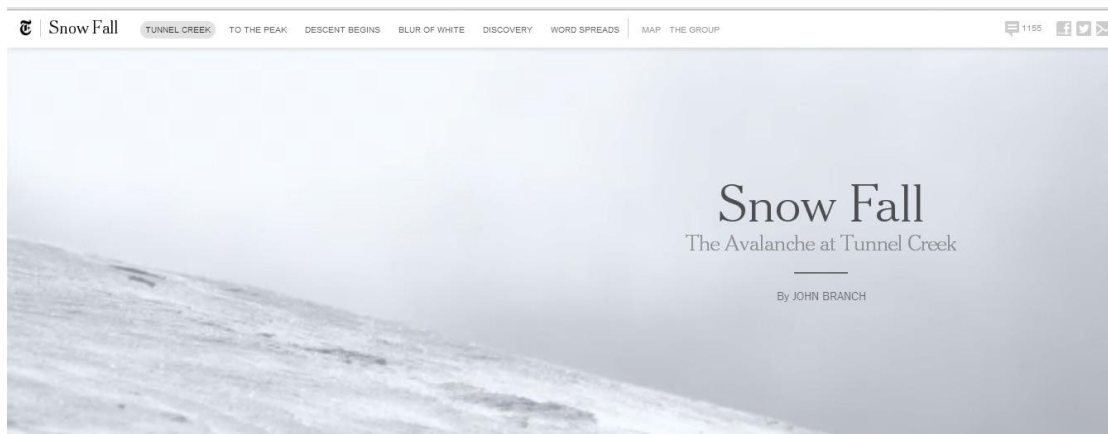 Snow Fall TUNNEL CREEK TO THE PEAK DESCENT BEGINS BLUR OF WHITE DISCOVERY WORD SPREADS MAP THE GROUP 1155
Snow Fall
The Avalanche at Tunnel Creek
By JOHN BRANCH